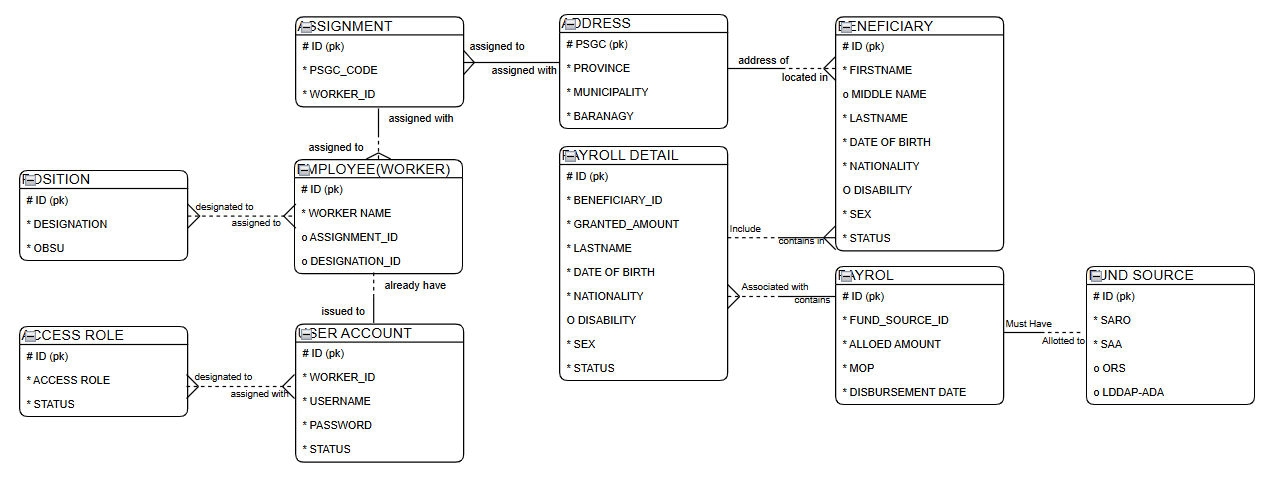 ASSIGNMENT
# ID (pk)
* PSGC_CODE
* WORKER_ID
assigned to
assigned with
ADDRESS
# PSGC (pk)
* PROVINCE
* MUNICIPALITY
* BARANAGY
address of
located in
BENEFICIARY
# ID (pk)
* FIRSTNAME
o MIDDLE NAME
* LASTNAME
* DATE OF BIRTH
* NATIONALITY
O DISABILITY
* SEX
* STATUS
assigned with
assigned to
POSITION
# ID (pk)
* DESIGNATION
* OBSU
designated to
assigned to
EMPLOYEE(WORKER)
# ID (pk)
* WORKER NAME
o ASSIGNMENT_ID
o DESIGNATION_ID
PAYROLL DETAIL
# ID (pk)
* BENEFICIARY_ID
* GRANTED_AMOUNT
* LASTNAME
* DATE OF BIRTH
* NATIONALITY
O DISABILITY
* SEX
* STATUS
Include
contains in
Associated with
contains
already have
issued to
ACCESS ROLE
# ID (pk)
* ACCESS ROLE
* STATUS
designated to
assigned with
USER ACCOUNT
# ID (pk)
* WORKER_ID
* USERNAME
* PASSWORD
* STATUS
PAYROL
# ID (pk)
* FUND_SOURCE_ID
* ALLOED AMOUNT
* MOP
* DISBURSEMENT DATE
Must Have
Allotted to
FUND SOURCE
# ID (pk)
* SARO
* SAA
o ORS
o LDDAP-ADA